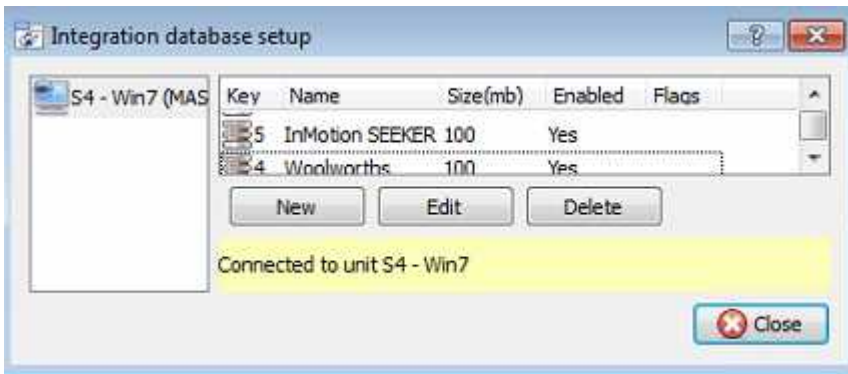 Integration database setup
S4 - Win7 (MAS
Key Name Size(mb) Enabled Flags
5 InMotion SEEKER 100 Yes
4 Woolworths 100 Yes
New Edit Delete
Connected to unit S4 - Win7
Close